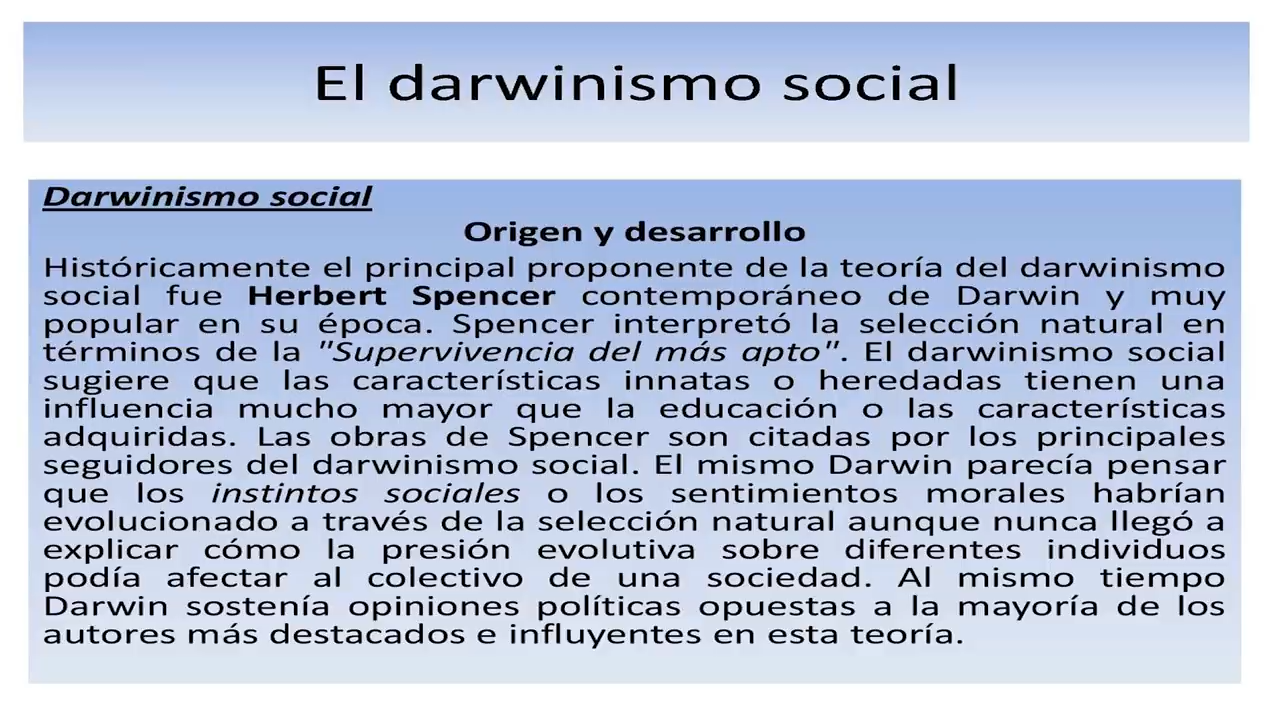 El darwinismo social
Darwinismo social
Origen y desarrollo
Históricamente el principal proponente de la teoría del darwinismo
social fue Herbert Spencer contemporáneo de Darwin y muy
popular en su época. Spencer interpretó la selección natural en
términos de la "Supervivencia del más apto". El darwinismo social
sugiere que las características innatas o heredadas tienen una
influencia mucho mayor que la educación o las características
adquiridas. Las obras de Spencer son citadas por los principales
seguidores del darwinismo social. El mismo Darwin parecía pensar
que los instintos sociales o los sentimientos morales habrían
evolucionado a través de la selección natural aunque nunca llegó a
explicar cómo la presión evolutiva sobre diferentes individuos
podía afectar al colectivo de una sociedad. Al mismo tiempo
Darwin sostenía opiniones políticas opuestas a la mayoría de los
autores más destacados e influyentes en esta teoría.